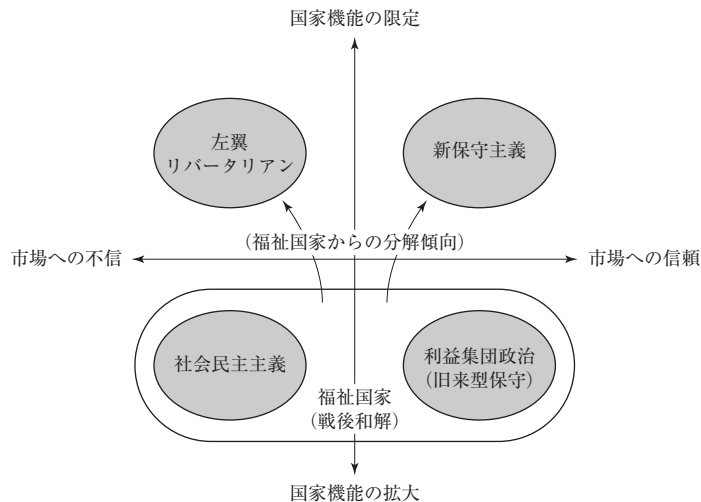 国家機能の限定
左翼
リバータリアン
新保守主義
(福祉国家からの分解傾向)
市場への不信
市場への信頼
社会民主主義
利益集団政治
(旧来型保守)
福祉国家
(戦後和解)
国家機能の拡大